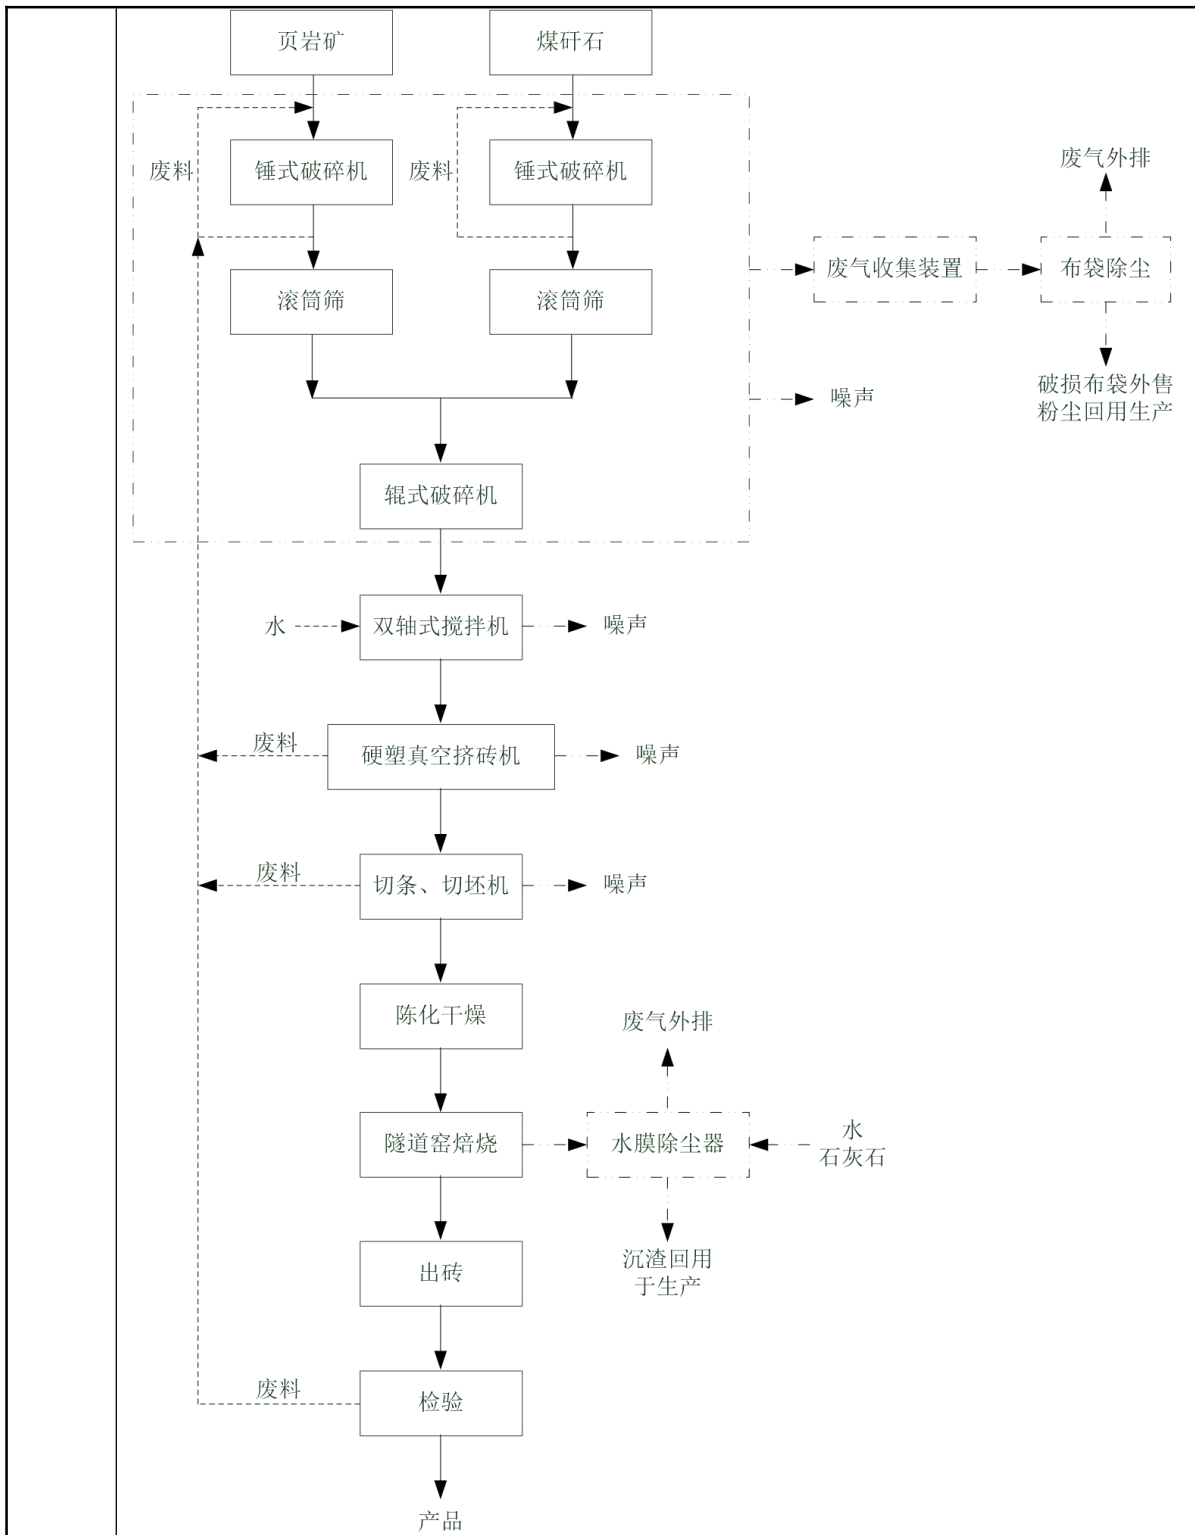 页岩矿
煤矸石
废料
锤式破碎机
废料
锤式破碎机
废气外排
滚筒筛
滚筒筛
废气收集装置
布袋除尘
噪声
破损布袋外售
粉尘回用生产
辊式破碎机
水
双轴式搅拌机
噪声
废料
硬塑真空挤砖机
噪声
废料
切条、切坯机
噪声
陈化干燥
废气外排
隧道窑焙烧
水膜除尘器
水
石灰石
出砖
沉渣回用
于生产
废料
检验
产品